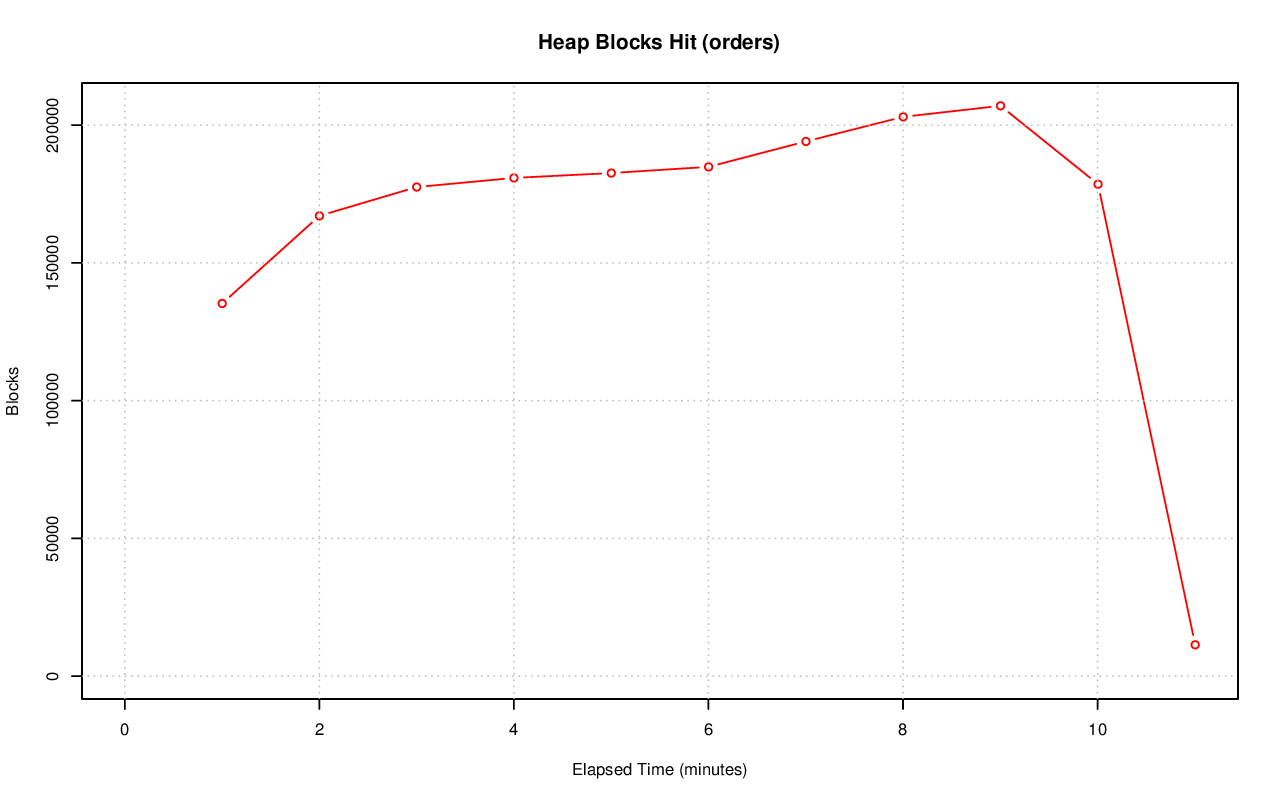 Heap Blocks Hit (orders)
Blocks
200000
150000
100000
50000
0
0 2 4 6 8 10
Elapsed Time (minutes)